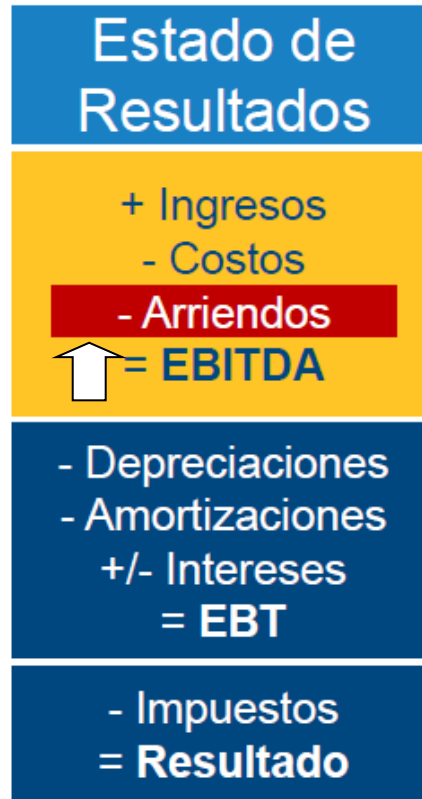 Estado de
Resultados
+ Ingresos
- Costos
- Arriendos
= EBITDA
- Depreciaciones
- Amortizaciones
+/- Intereses
= EBT
- Impuestos
= Resultado